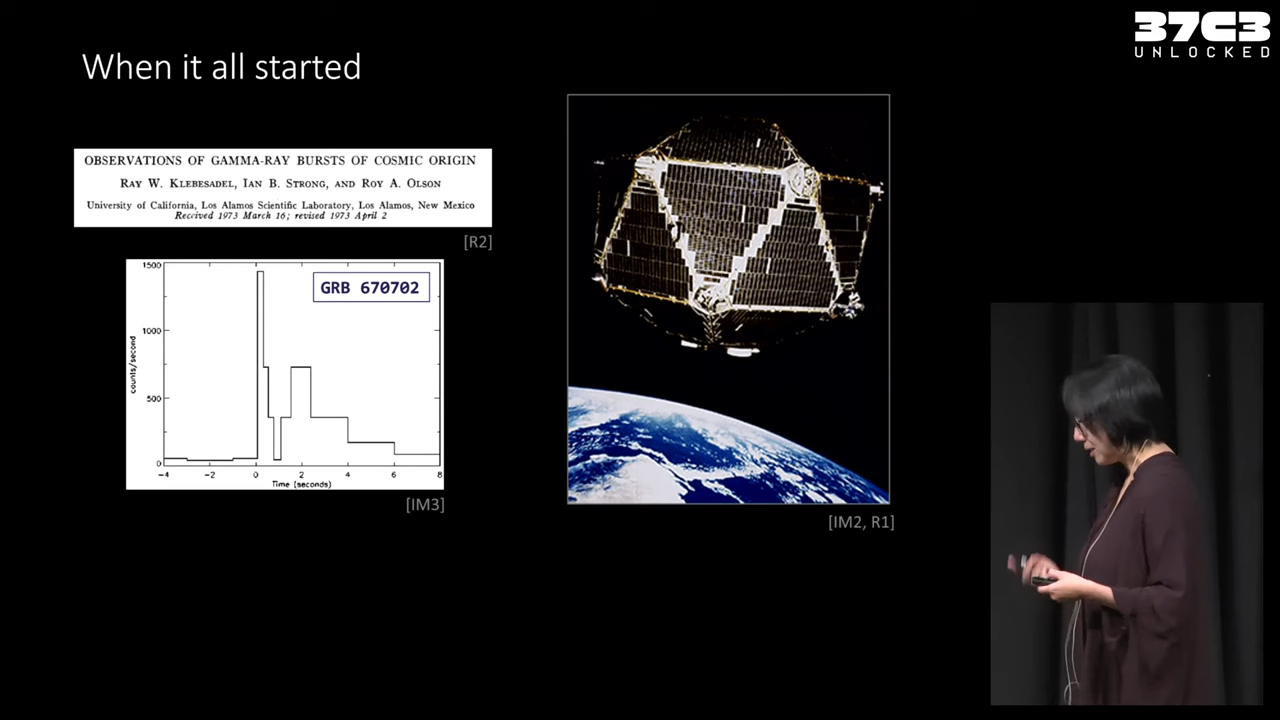 37C3
UNLOCKED
When it all started
OBSERVATIONS OF GAMMA-RAY BURSTS OF COSMIC ORIGIN
RAY W. KLEBESADEL, IAN B. STRONG, AND ROY A. OLSON
University of California, Los Alamos Scientific Laboratory, Los Alamos, New Mexico
Received 1973 March 16; revised 1973 April 2
[R2]
GRB 670702
counts/second
1500
1000
500
0
-4 -2 0 2 4 6 8
Time (seconds)
[IM3]
[IM2, R1]